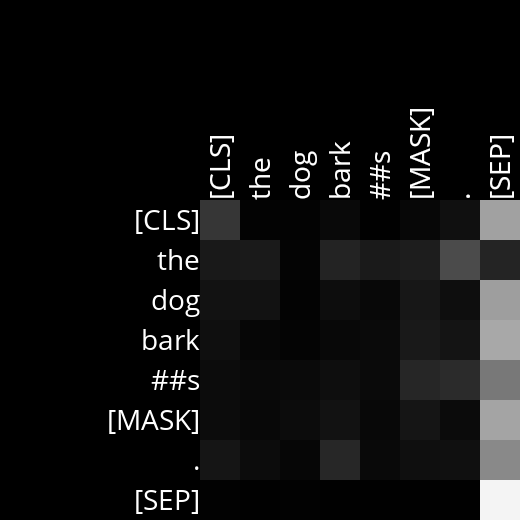 [CLS] the dog bark ##s [MASK] . [SEP]
[CLS]
the
dog
bark
##s
[MASK]
.
[SEP]